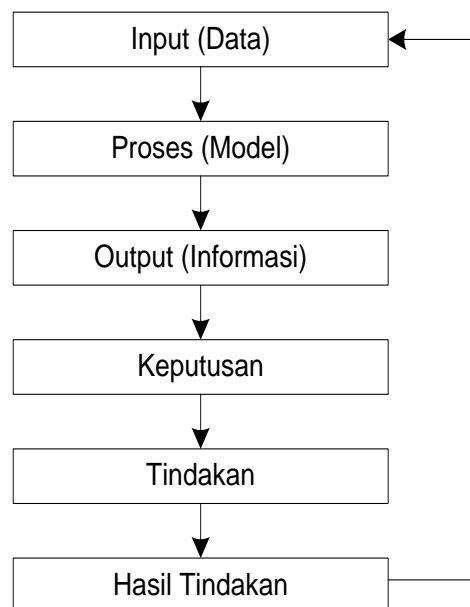 Input (Data)
Proses (Model)
Output (Informasi)
Keputusan
Tindakan
Hasil Tindakan